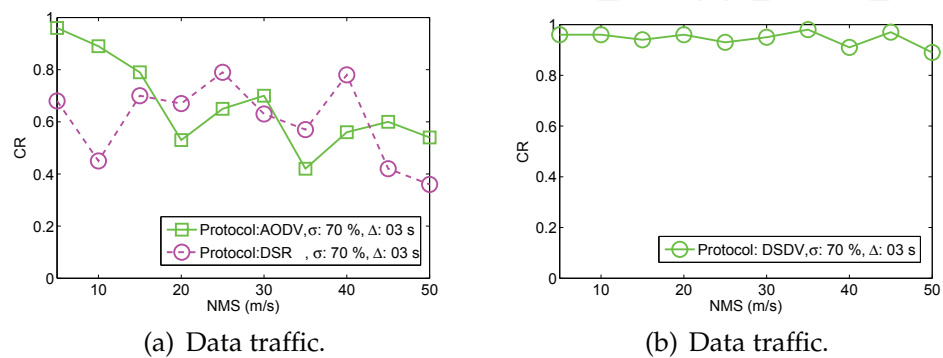 1
0.8
0.6
0.4
0.2
0
CR
10 20 30 40 50
NMS (m/s)
Protocol:AODV,σ: 70 %, Δ: 03 s
Protocol:DSR , σ: 70 %, Δ: 03 s
(a) Data traffic.
1
0.8
0.6
0.4
0.2
0
CR
10 20 30 40 50
NMS (m/s)
Protocol: DSDV,σ: 70 %, Δ: 03 s
(b) Data traffic.